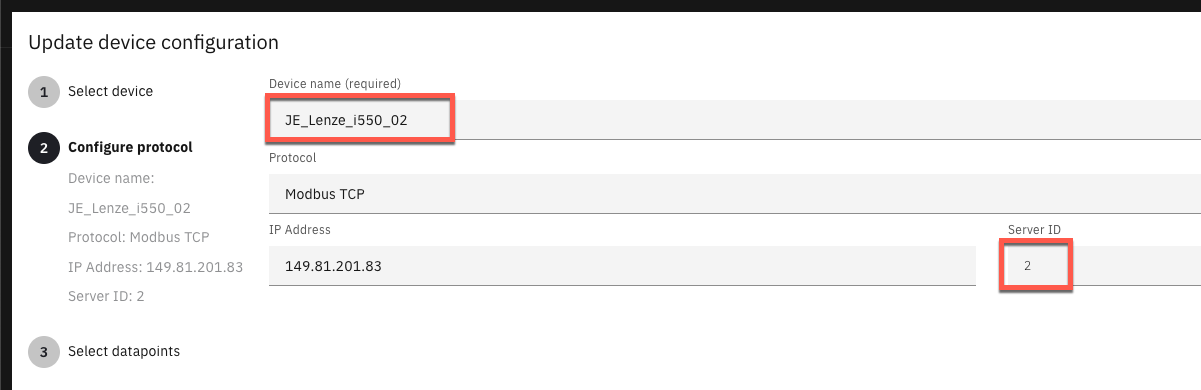 Update device configuration
1 Select device
2 Configure protocol
Device name:
JE_Lenze_i550_02
Protocol: Modbus TCP
IP Address: 149.81.201.83
Server ID: 2
3 Select datapoints
Device name (required)
JE_Lenze_i550_02
Protocol
Modbus TCP
IP Address
149.81.201.83
Server ID
2